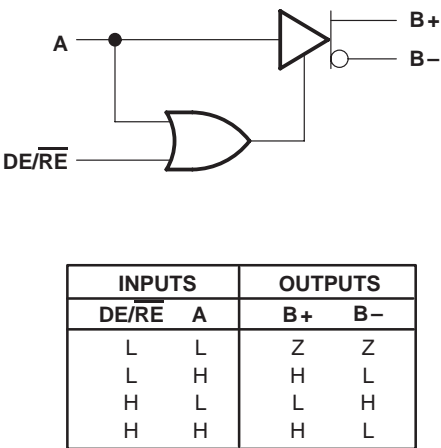 A
B+
B–
DE/RE
INPUTS OUTPUTS
DE/RE A B+ B–
L L Z Z
L H H L
H L L H
H H H L